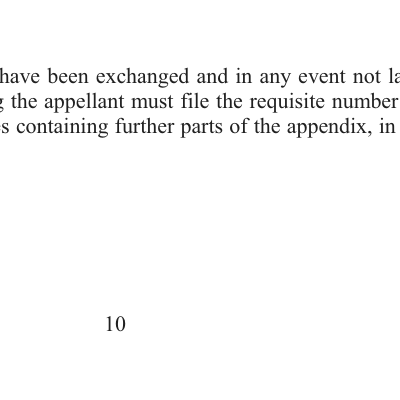 have been exchanged and in any event not
the appellant must file the requisite number
containing further parts of the appendix, in
10